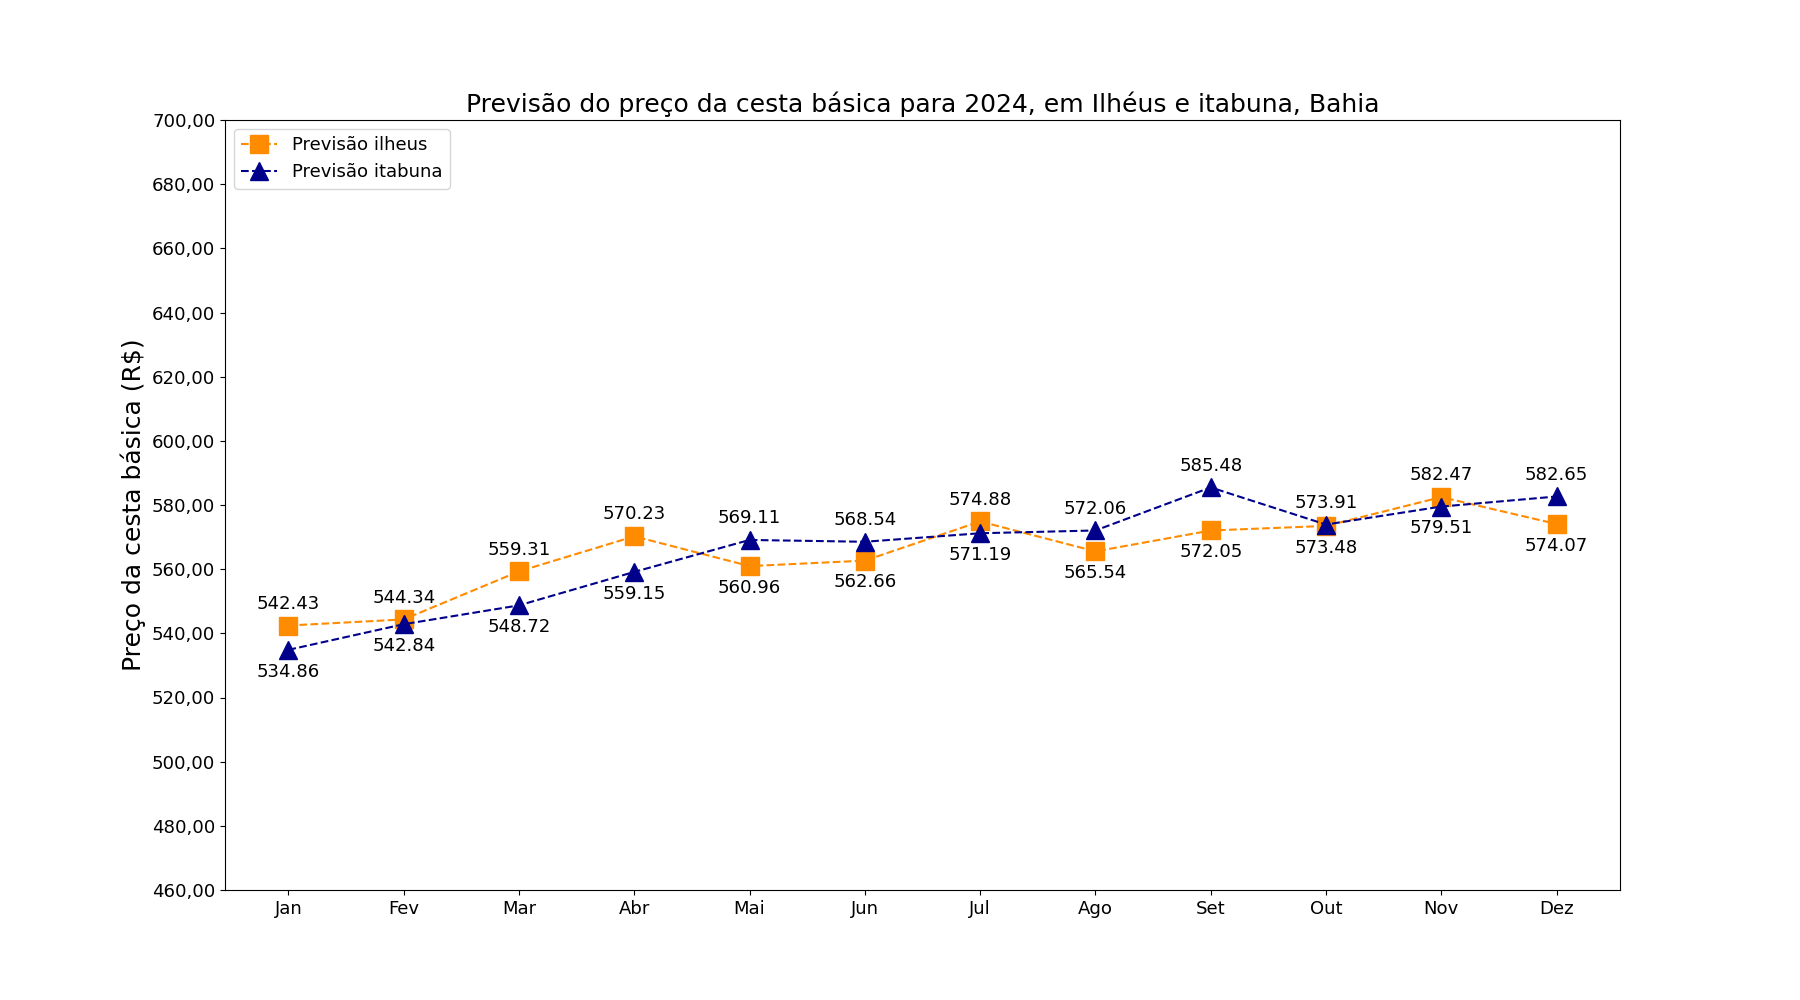 Previsão do preço da cesta básica para 2024, em Ilhéus e itabuna, Bahia
Previsão ilheus
Previsão itabuna
Preço da cesta básica (R$)
700,00
680,00
660,00
640,00
620,00
600,00
580,00
560,00
540,00
520,00
500,00
480,00
460,00
542.43
544.34
559.31
570.23
569.11
568.54
574.88
572.06
585.48
573.91
582.47
582.65
534.86
542.84
548.72
559.15
560.96
562.66
571.19
565.54
572.05
573.48
579.51
574.07
Jan
Fev
Mar
Abr
Mai
Jun
Jul
Ago
Set
Out
Nov
Dez